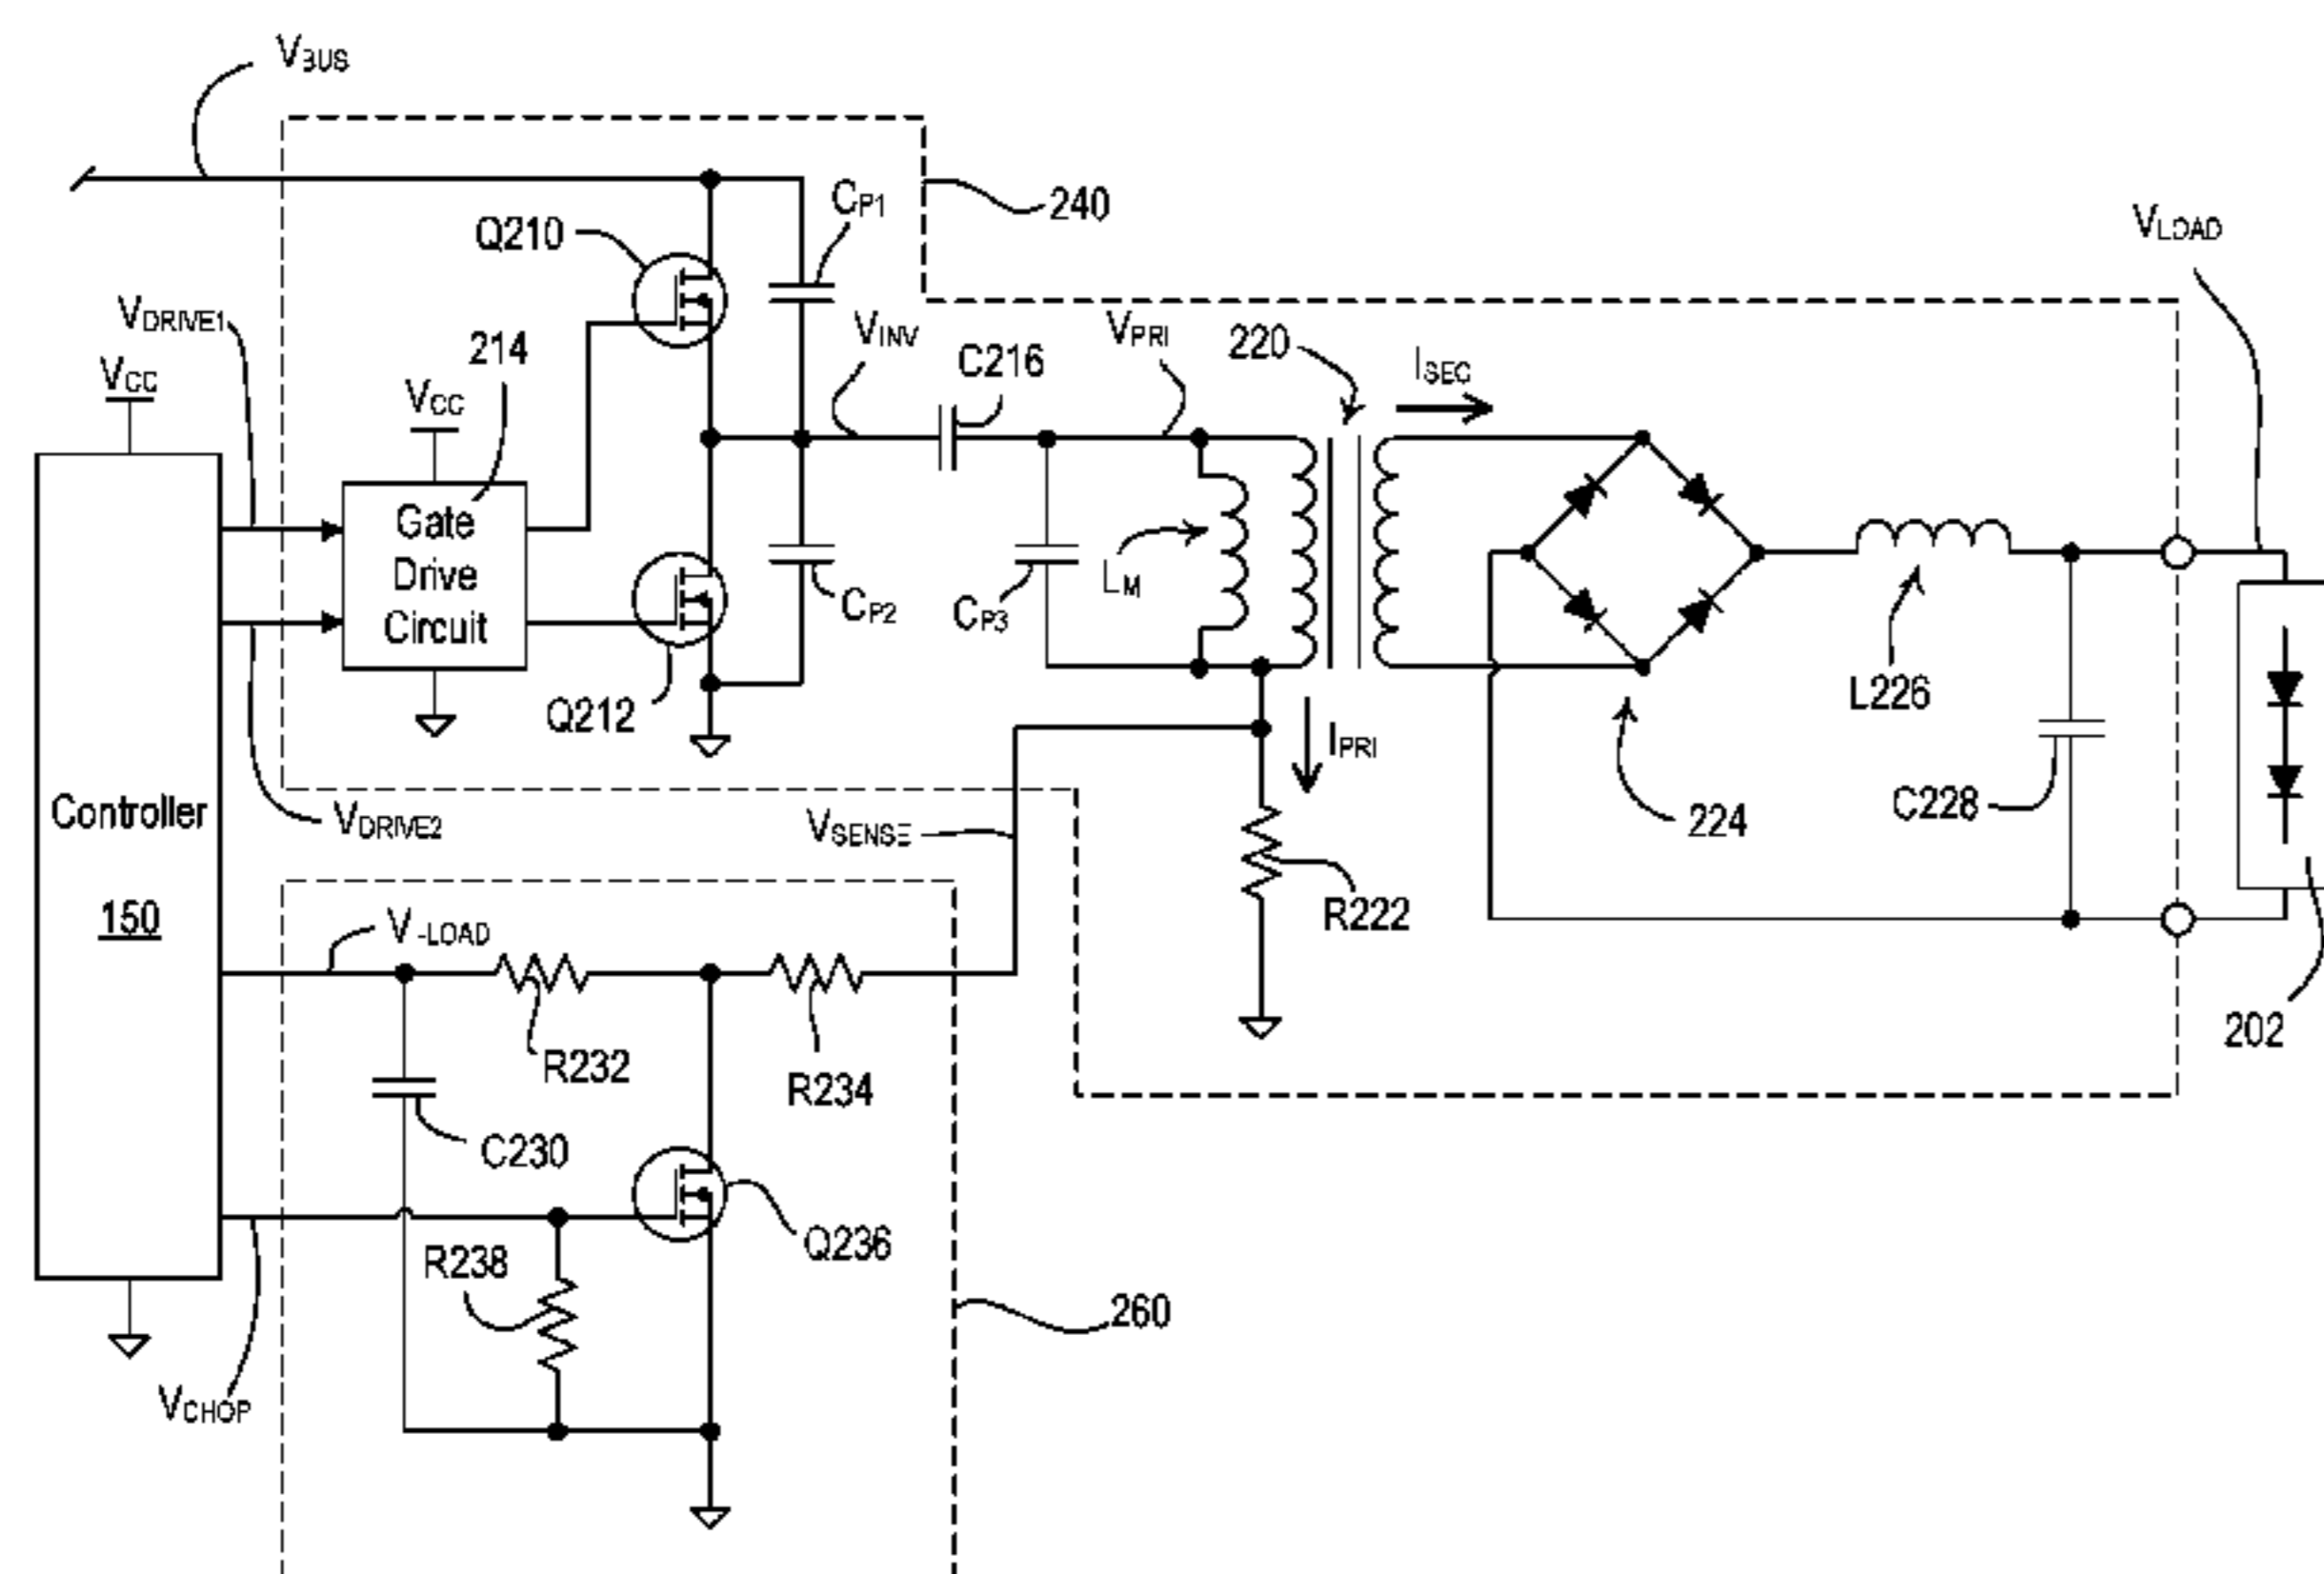 VBUS
CP1
240
Q210
VLOAD
VDRIVE1
214
VINV
VPRI
220
ISEC
C216
VCC
VCC
Gate
Drive
Circuit
LM
CP2
CP3
Q212
L226
IPRI
Controller
VDRIVE2
VSENSE
224
C228
150
V-LOAD
R222
202
R232
R234
C230
Q236
R238
260
VCHOP